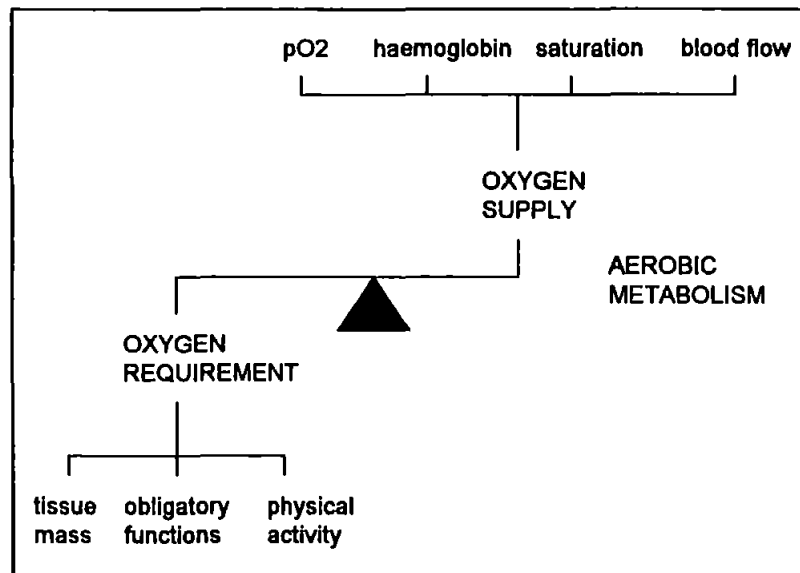 pO2 haemoglobin saturation blood flow
OXYGEN
SUPPLY
AEROBIC
METABOLISM
OXYGEN
REQUIREMENT
tissue obligatory physical
mass functions activity